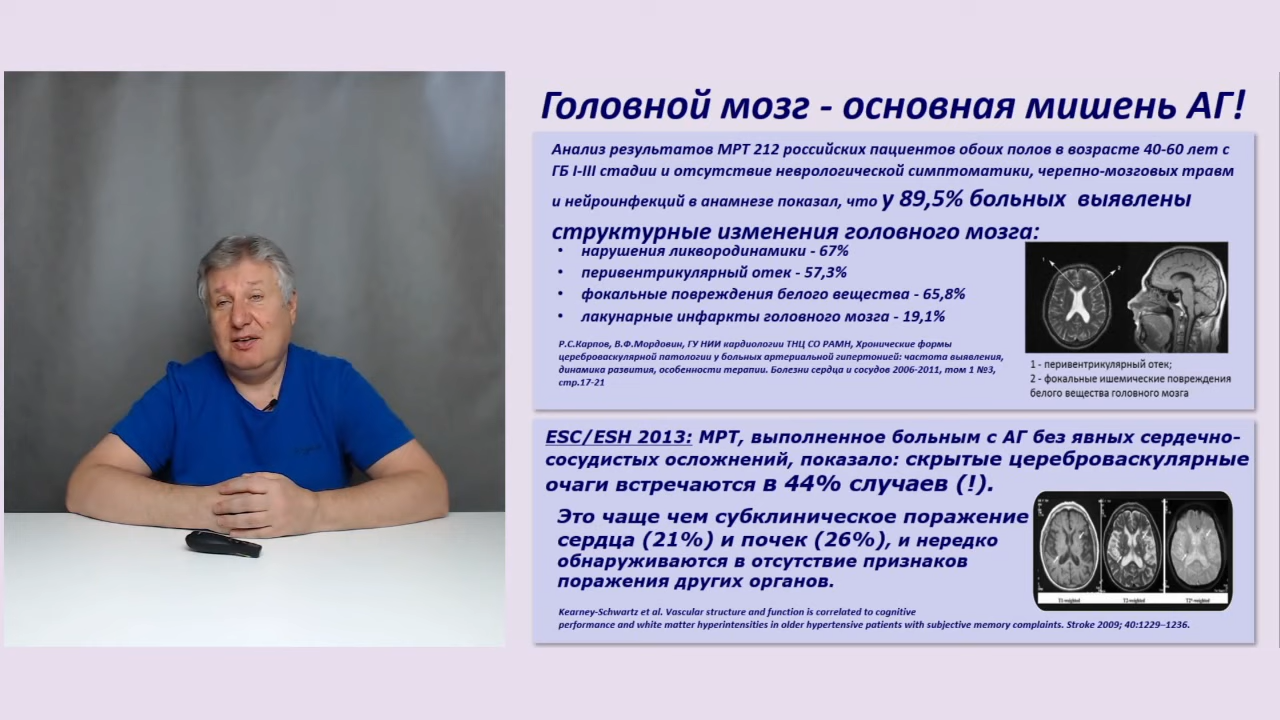 Головной мозг - основная мишень АГ!
Анализ результатов МРТ 212 российских пациентов обоих полов в возрасте 40-60 лет с
ГБ I-III стадии и отсутствие неврологической симптоматики, черепно-мозговых травм
и нейроинфекций в анамнезе показал, что у 89,5% больных выявлены
структурные изменения головного мозга:
• нарушения ликвородинамики - 67%
• перивентрикулярный отек - 57,3%
• фокальные повреждения белого вещества - 65,8%
• лакунарные инфаркты головного мозга - 19,1%
Р.С.Карпов, В.Ф.Мордовин, ГУ НИИ кардиологии ТНЦ СО РАМН, Хронические формы
цереброваскулярной патологии у больных артериальной гипертонией: частота выявления,
динамика развития, особенности терапии. Болезни сердца и сосудов 2006-2011, том 1 №3,
стр.17-21
1 2
1 - перивентрикулярный отек;
2 - фокальные ишемические повреждения
белого вещества головного мозга
ESC/ESH 2013: МРТ, выполненное больным с АГ без явных сердечно-
сосудистых осложнений, показало: скрытые цереброваскулярные
очаги встречаются в 44% случаев (!).
Это чаще чем субклиническое поражение
сердца (21%) и почек (26%), и нередко
обнаруживаются в отсутствие признаков
поражения других органов.
T1-weighted T2-weighted T2*-weighted
Kearney-Schwartz et al. Vascular structure and function is correlated to cognitive
performance and white matter hyperintensities in older hypertensive patients with subjective memory complaints. Stroke 2009; 40:1229–1236.